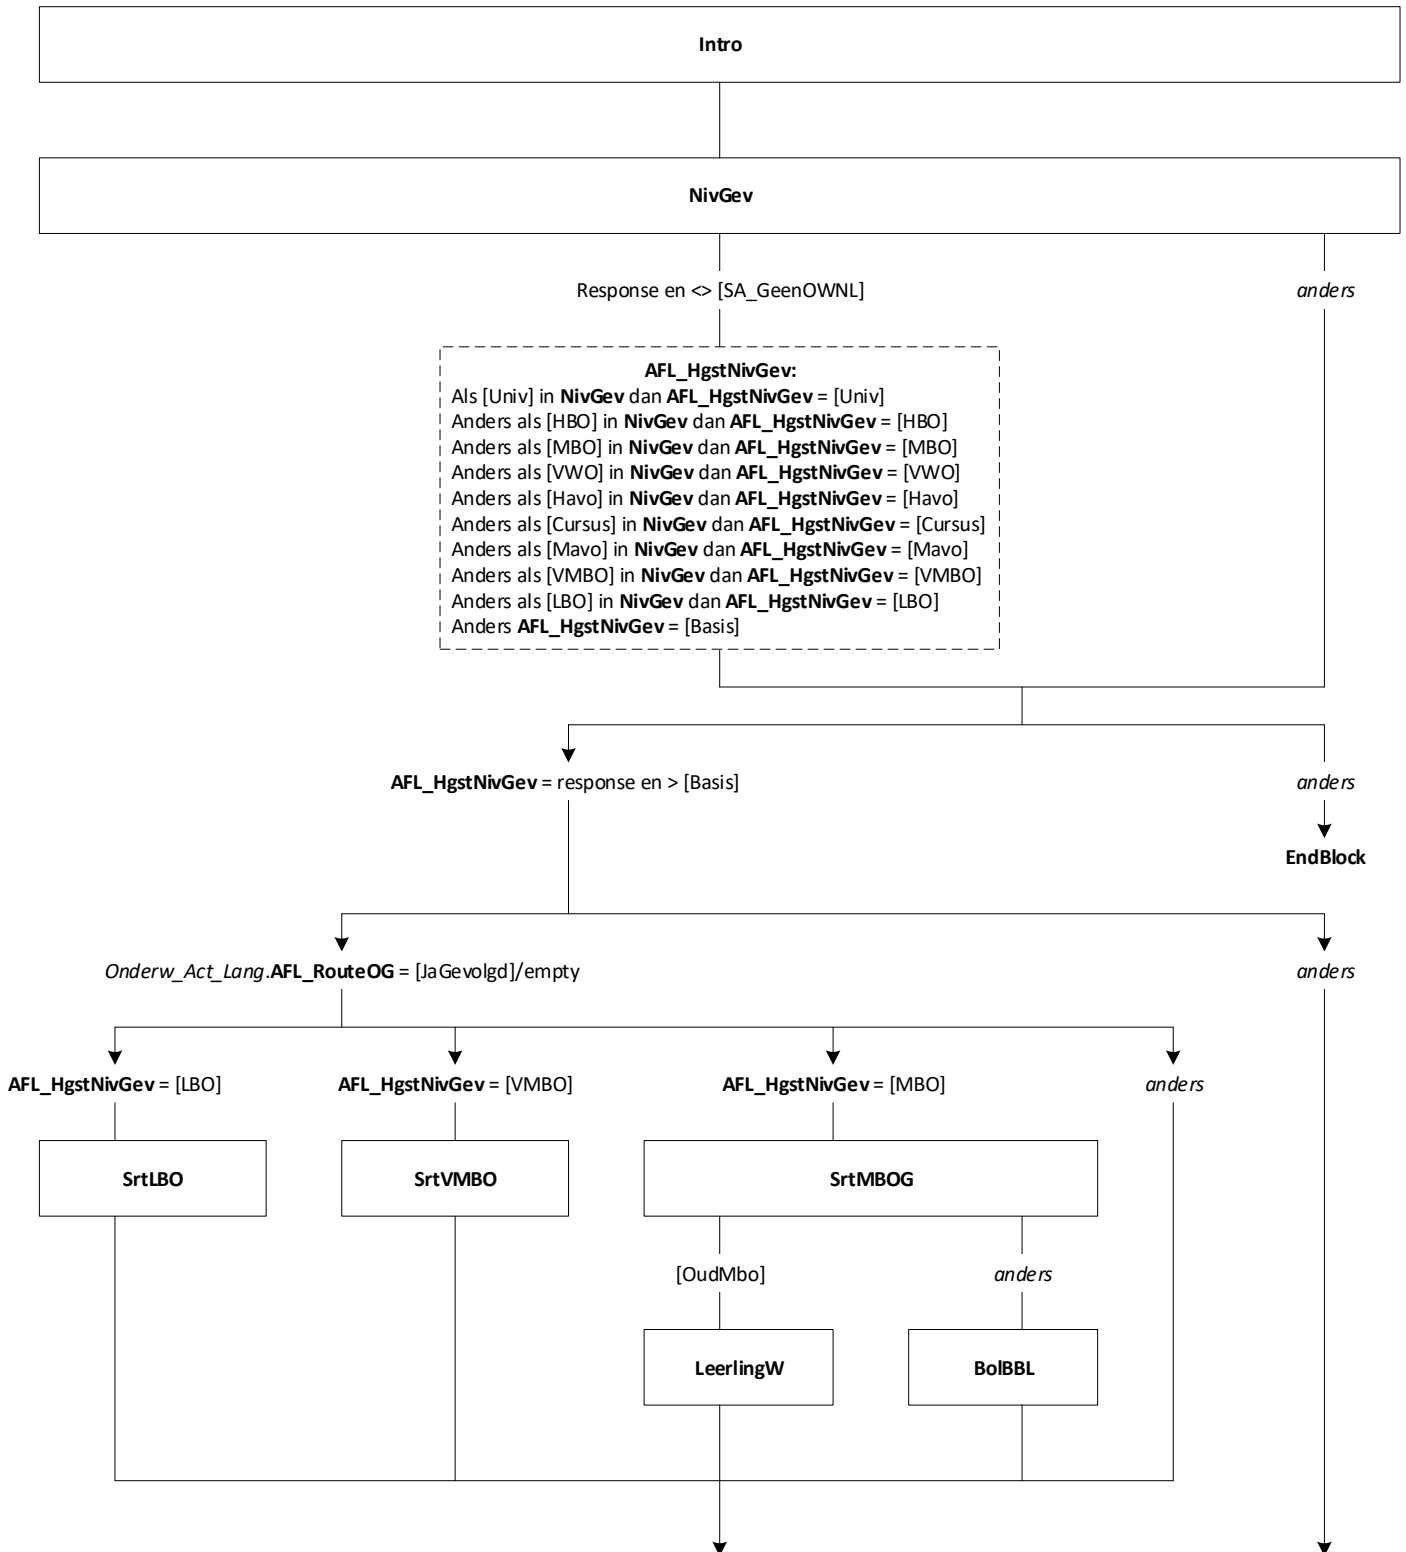 Intro
NivGev
Response en <> [SA_GeenOWNL]
anders
AFL_HgstNivGev:
Als [Univ] in NivGev dan AFL_HgstNivGev = [Univ]
Anders als [HBO] in NivGev dan AFL_HgstNivGev = [HBO]
Anders als [MBO] in NivGev dan AFL_HgstNivGev = [MBO]
Anders als [VWO] in NivGev dan AFL_HgstNivGev = [VWO]
Anders als [Havo] in NivGev dan AFL_HgstNivGev = [Havo]
Anders als [Cursus] in NivGev dan AFL_HgstNivGev = [Cursus]
Anders als [Mavo] in NivGev dan AFL_HgstNivGev = [Mavo]
Anders als [VMBO] in NivGev dan AFL_HgstNivGev = [VMBO]
Anders als [LBO] in NivGev dan AFL_HgstNivGev = [LBO]
Anders AFL_HgstNivGev = [Basis]
AFL_HgstNivGev = response en > [Basis]
anders
EndBlock
Onderw_Act_Lang.AFL_RouteOG = [JaGevolgd]/empty
anders
AFL_HgstNivGev = [LBO]
AFL_HgstNivGev = [VMBO]
AFL_HgstNivGev = [MBO]
anders
SrtLBO
SrtVMBO
SrtMBOG
[OudMbo]
anders
LeerlingW
BolBBL